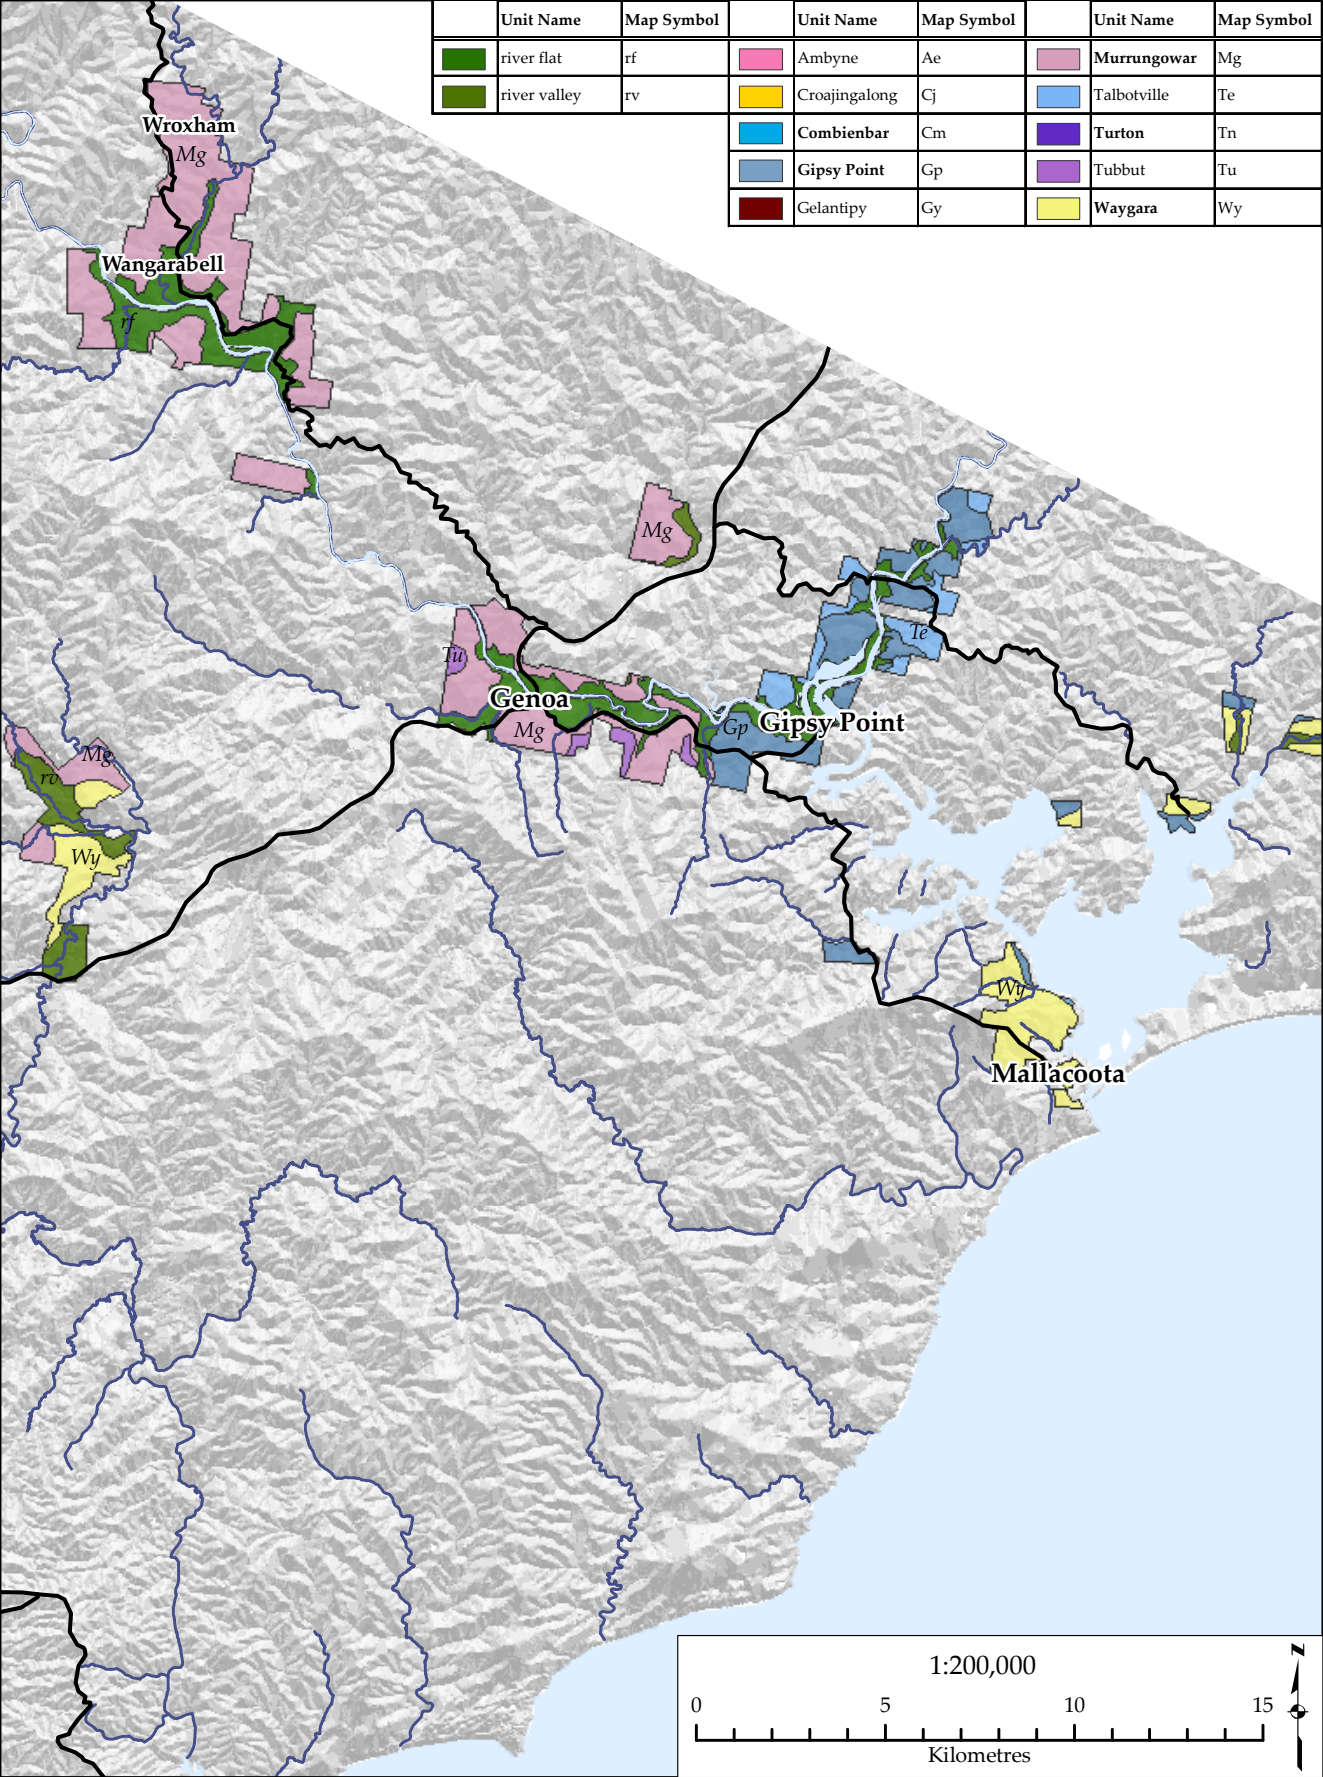 Unit Name Map Symbol Unit Name Map Symbol Unit Name Map Symbol
river flat rf Ambyne Ae Murrungowar Mg
river valley rv Croajingalong Cj Talbotville Te
Combienbar Cm Turton Tn
Gipsy Point Gp Tubbut Tu
Gelantipy Gy Waygara Wy
Wroxham
Mg
Wangarabell
rf
Mg
Te
Tu
Genoa
Mg
Gp
Gipsy Point
Mg
rv
Wy
Wy
Mallacoota
1:200,000
0 5 10 15
Kilometres
z